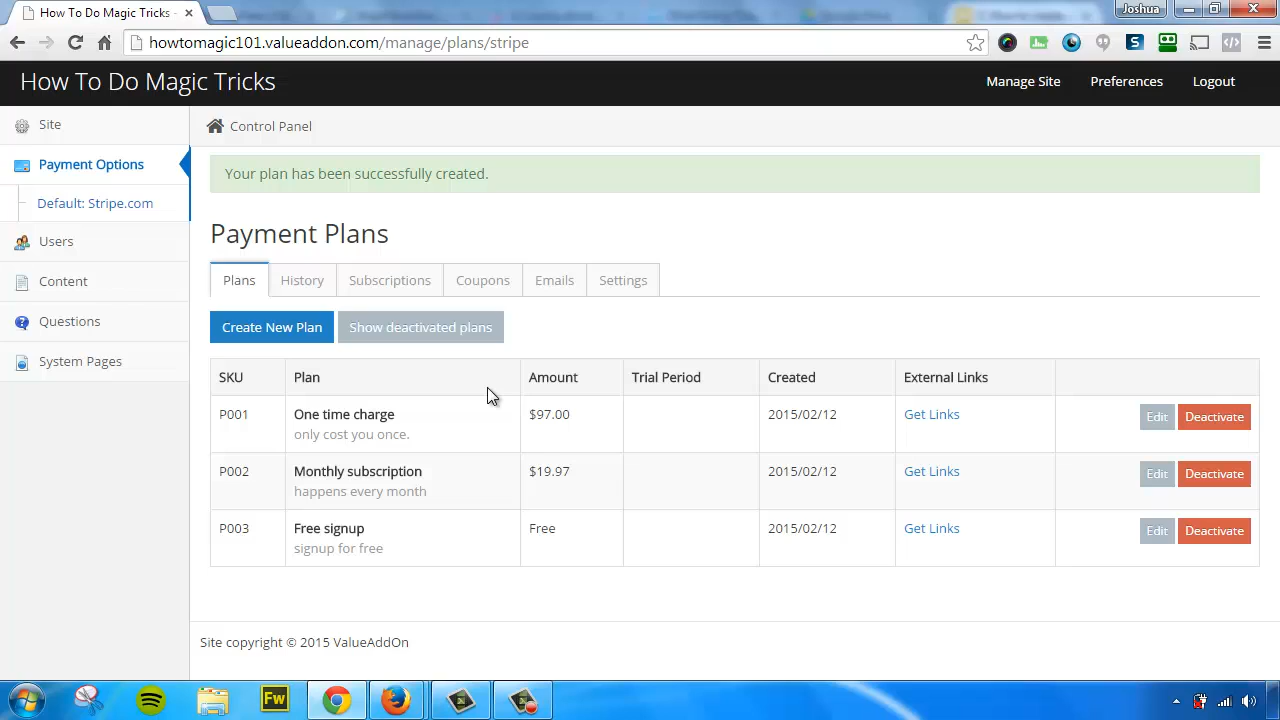 How To Do Magic Tricks -
Joshua
howtomagic101.valueaddon.com/manage/plans/stripe
How To Do Magic Tricks
Manage Site
Preferences
Logout
Site
Payment Options
Default: Stripe.com
Users
Content
Questions
System Pages
Control Panel
Your plan has been successfully created.
Payment Plans
Plans
History
Subscriptions
Coupons
Emails
Settings
Create New Plan
Show deactivated plans
SKU Plan Amount Trial Period Created External Links
P001 One time charge $97.00 2015/02/12 Get Links Edit Deactivate
only cost you once.
P002 Monthly subscription $19.97 2015/02/12 Get Links Edit Deactivate
happens every month
P003 Free signup Free 2015/02/12 Get Links Edit Deactivate
signup for free
Site copyright © 2015 ValueAddOn
Fw